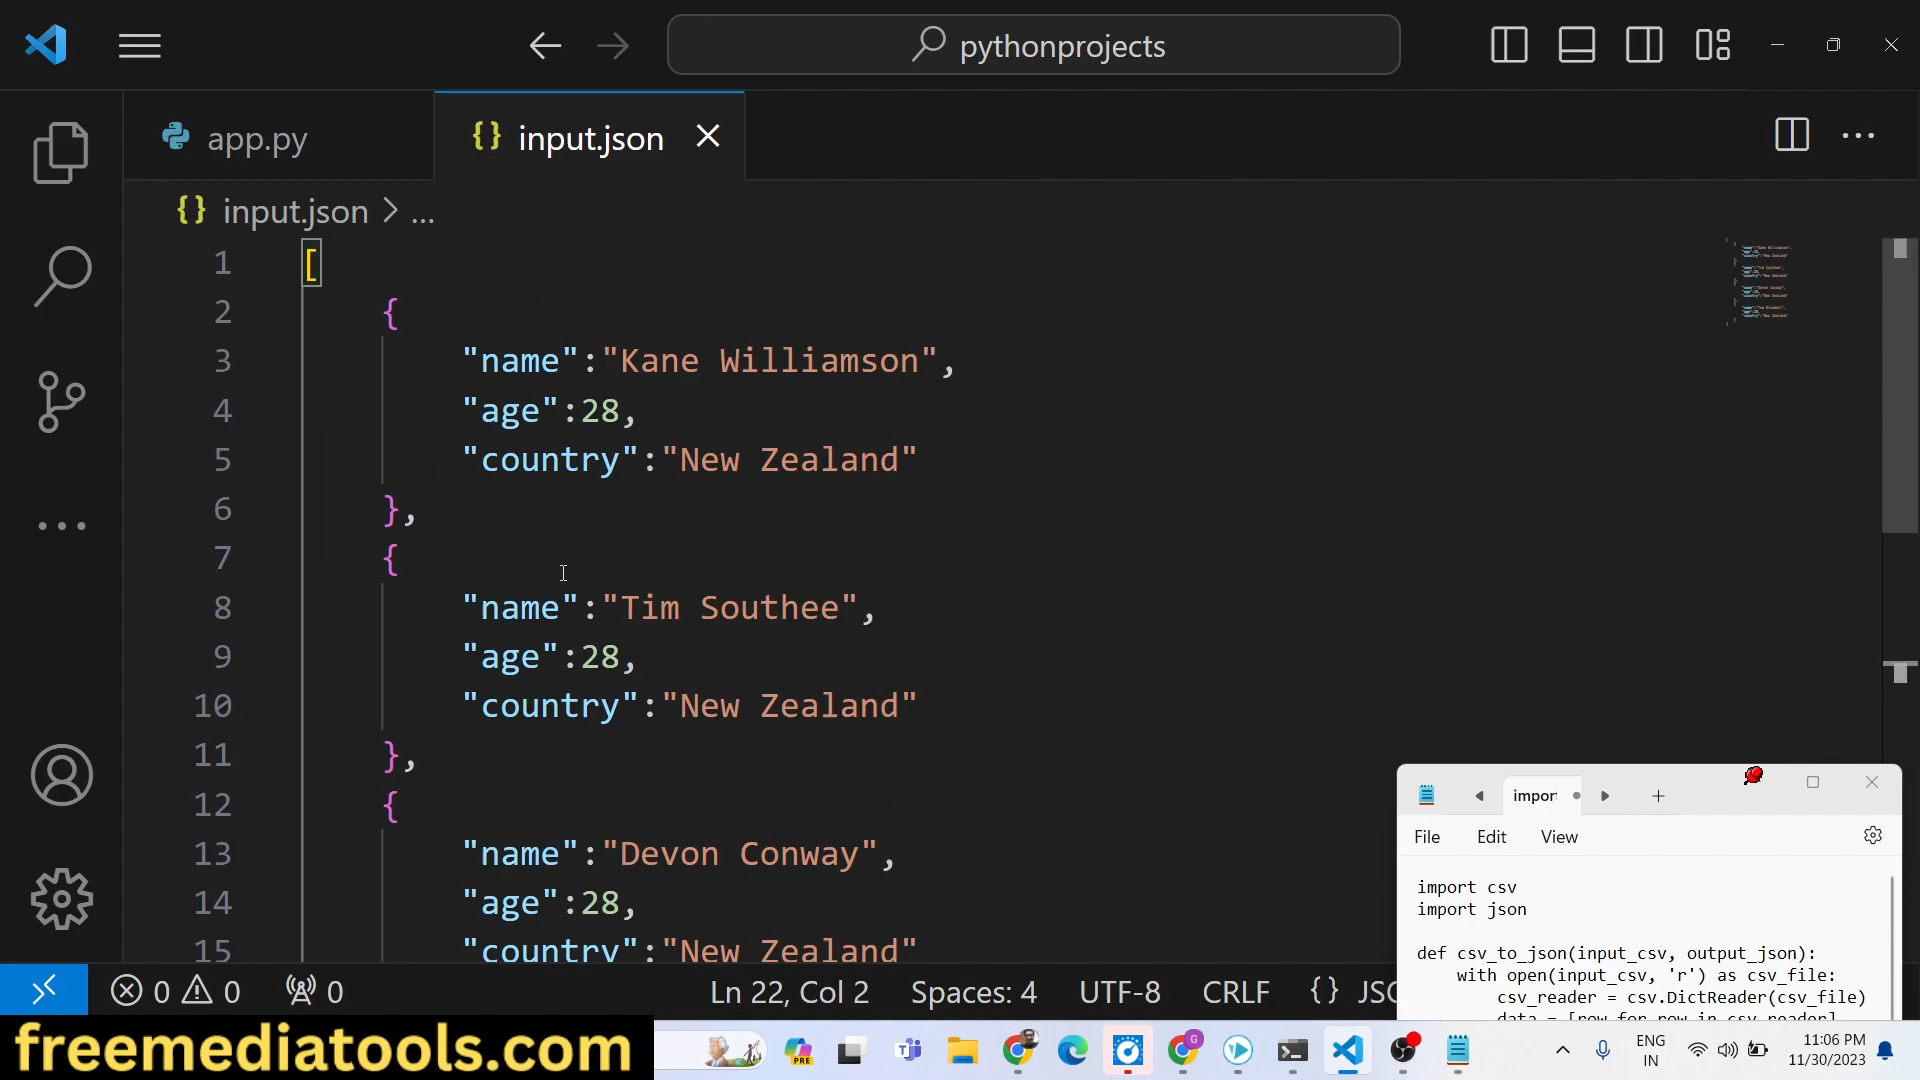 pythonprojects
app.py
{} input.json
{} input.json > ...
1 [
2 {
3 "name":"Kane Williamson",
4 "age":28,
5 "country":"New Zealand"
6 },
7 {
8 "name":"Tim Southee",
9 "age":28,
10 "country":"New Zealand"
11 },
12 {
13 "name":"Devon Conway",
14 "age":28,
15 "country":"New Zealand"
import
File Edit View
import csv
import json
def csv_to_json(input_csv, output_json):
with open(input_csv, 'r') as csv_file:
csv_reader = csv.DictReader(csv_file)
data = [row for row in csv_reader]
0 0 0 Ln 22, Col 2 Spaces: 4 UTF-8 CRLF {}
freemediatools.com
PRE
G
ENG
IN
11:06 PM
11/30/2023